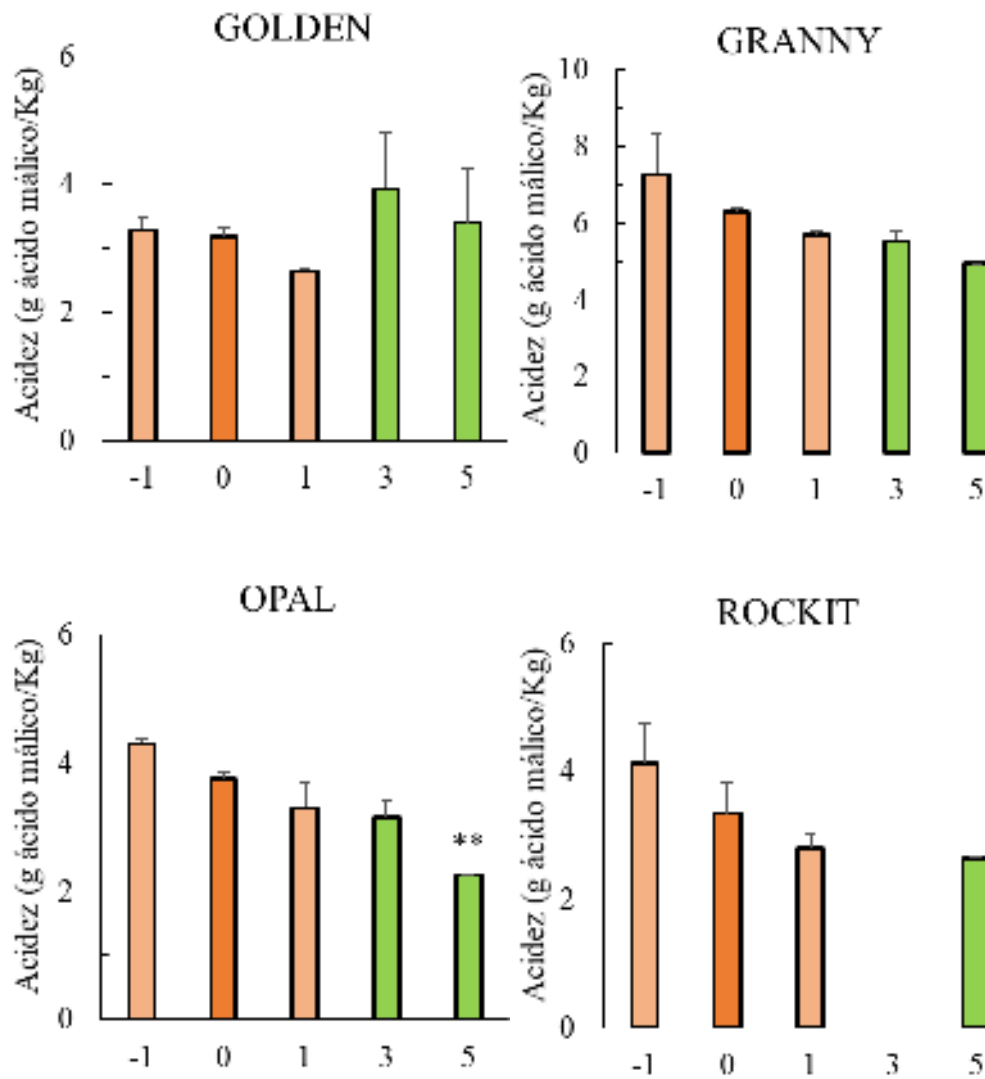 GOLDEN
Acidez (g ácido málico/Kg)
6
4
2
0
-1 0 1 3 5
GRANNY
Acidez (g ácido málico/Kg)
10
8
6
4
2
0
-1 0 1 3 5
OPAL
Acidez (g ácido málico/Kg)
6
4
2
0
**
-1 0 1 3 5
ROCKIT
Acidez (g ácido málico/Kg)
6
4
2
0
-1 0 1 3 5